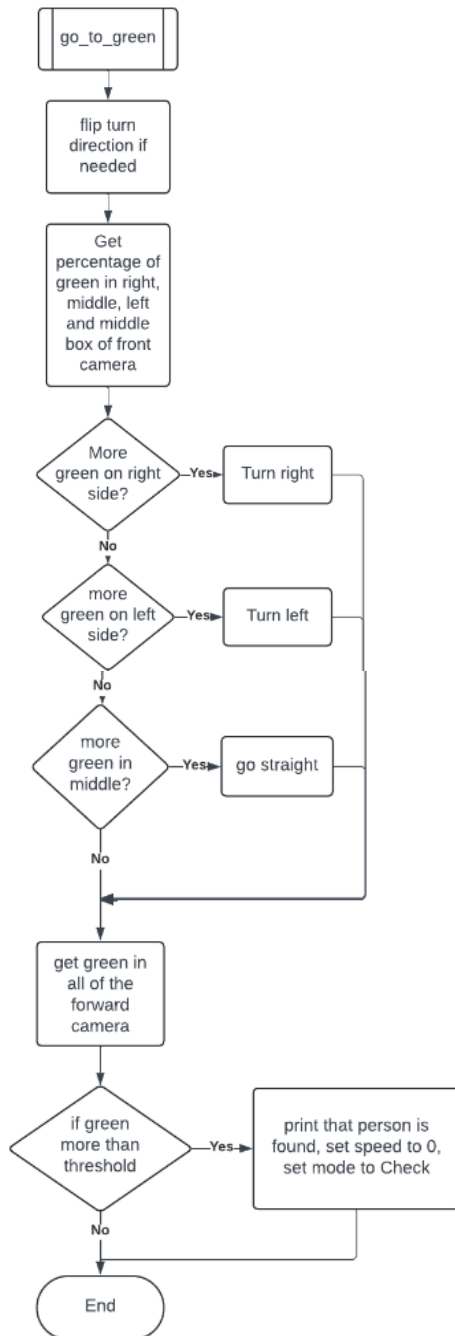 go_to_green
flip turn
direction if
needed
Get
percentage of
green in right,
middle, left
and middle
box of front
camera
More
green on right
side?
Yes
Turn right
No
more
green on left
side?
Yes
Turn left
No
more
green in
middle?
Yes
go straight
No
get green in
all of the
forward
camera
if green
more than
threshold
Yes
print that person is
found, set speed to 0,
set mode to Check
No
End